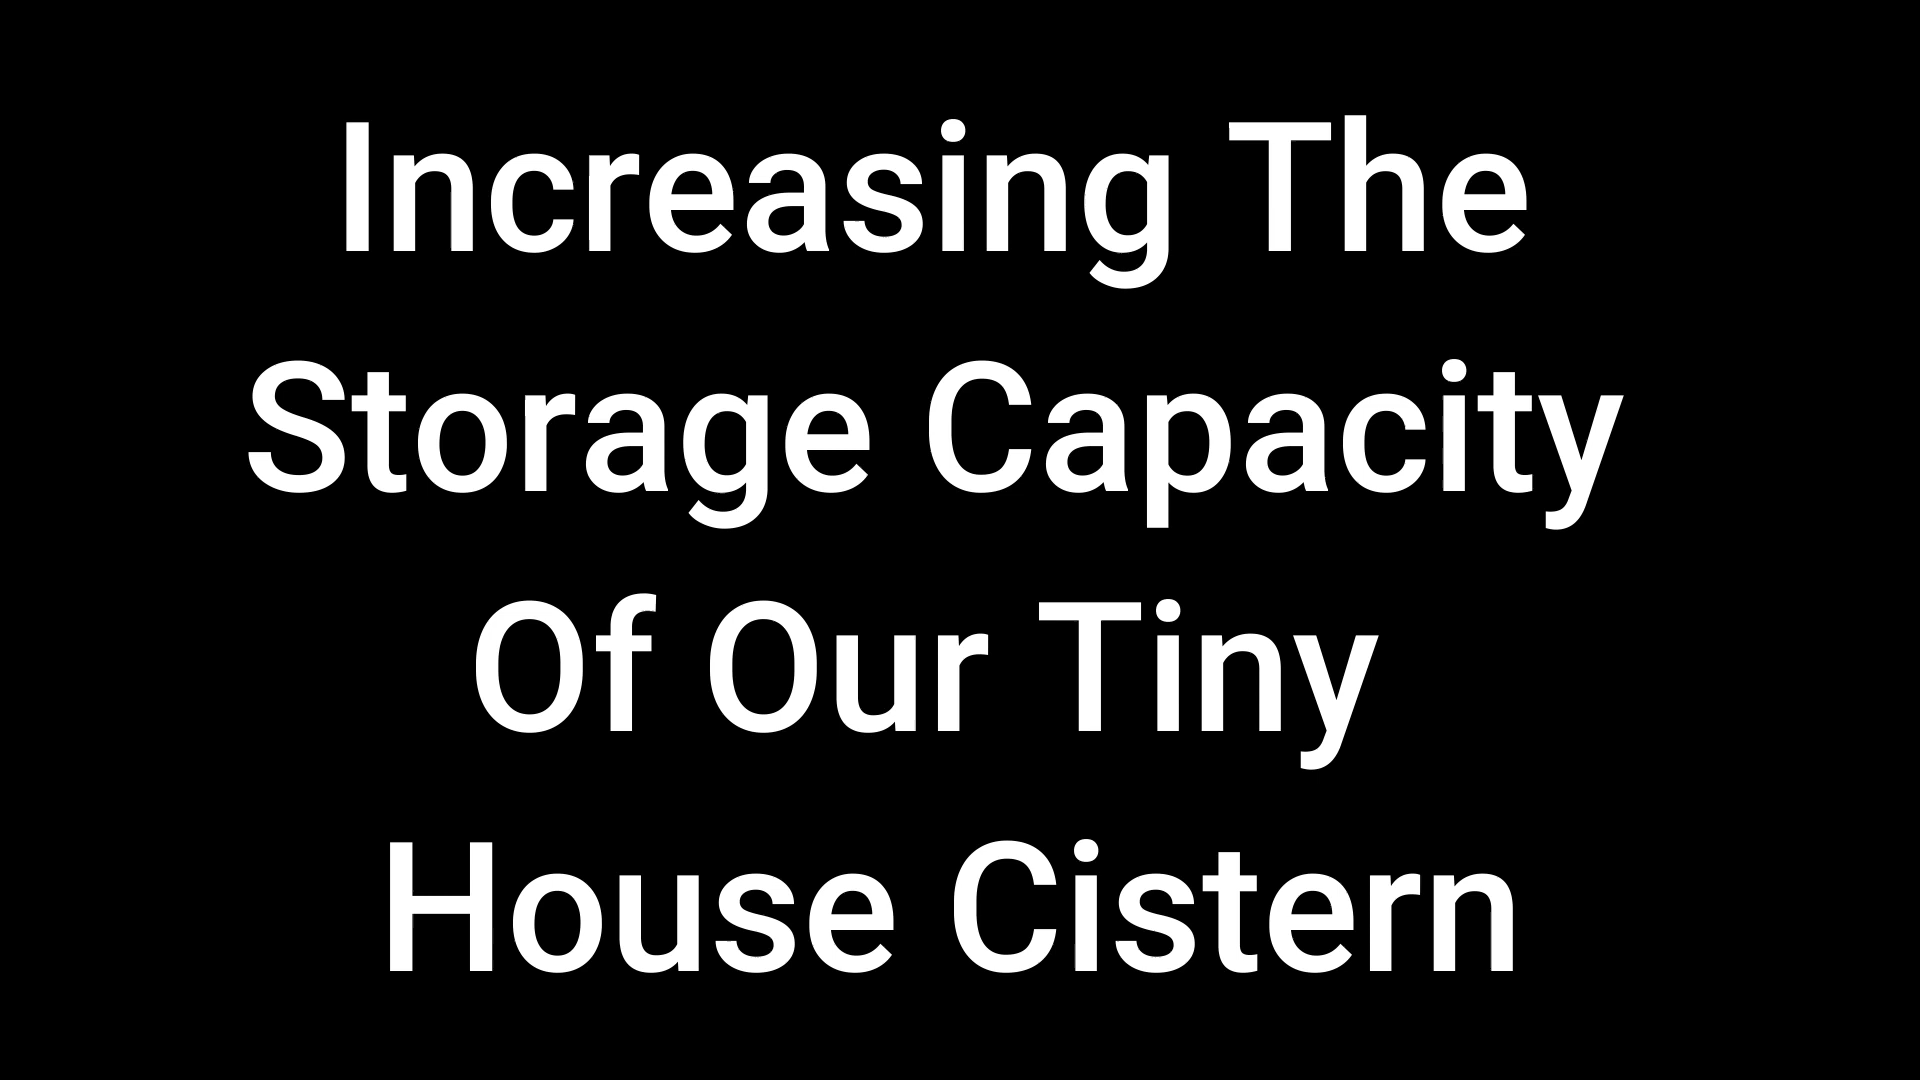 Increasing The
Storage Capacity
Of Our Tiny
House Cistern